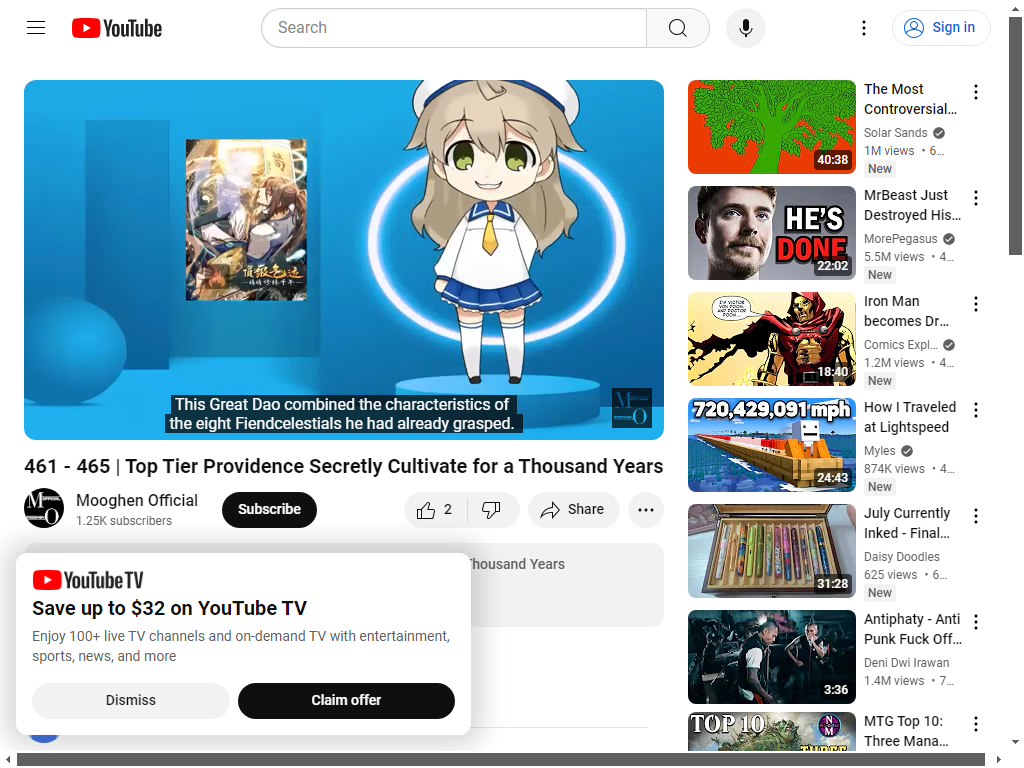 YouTube
Search
Sign in
This Great Dao combined the characteristics of
the eight Fiendcelestials he had already grasped.
461 - 465 | Top Tier Providence Secretly Cultivate for a Thousand Years
Mooghen Official
1.25K subscribers
Subscribe
2
Share
Thousand Years
YouTube TV
Save up to $32 on YouTube TV
Enjoy 100+ live TV channels and on-demand TV with entertainment,
sports, news, and more
Dismiss
Claim offer
40:38
The Most
Controversial...
Solar Sands
1M views • 6...
New
HE'S
DONE
22:02
MrBeast Just
Destroyed His...
MorePegasus
5.5M views • 4...
New
I'M VICTOR
VON DOOM,
AND DOCTOR
DOOM...
18:40
Iron Man
becomes Dr...
Comics Expl...
1.2M views • 4...
New
720,429,091 mph
24:43
How I Traveled
at Lightspeed
Myles
874K views • 4...
New
31:28
July Currently
Inked - Final...
Daisy Doodles
625 views • 6...
New
3:36
Antiphaty - Anti
Punk Fuck Off...
Deni Dwi Irawan
1.4M views • 7...
TOP 10
NM
MTG Top 10:
Three Mana...